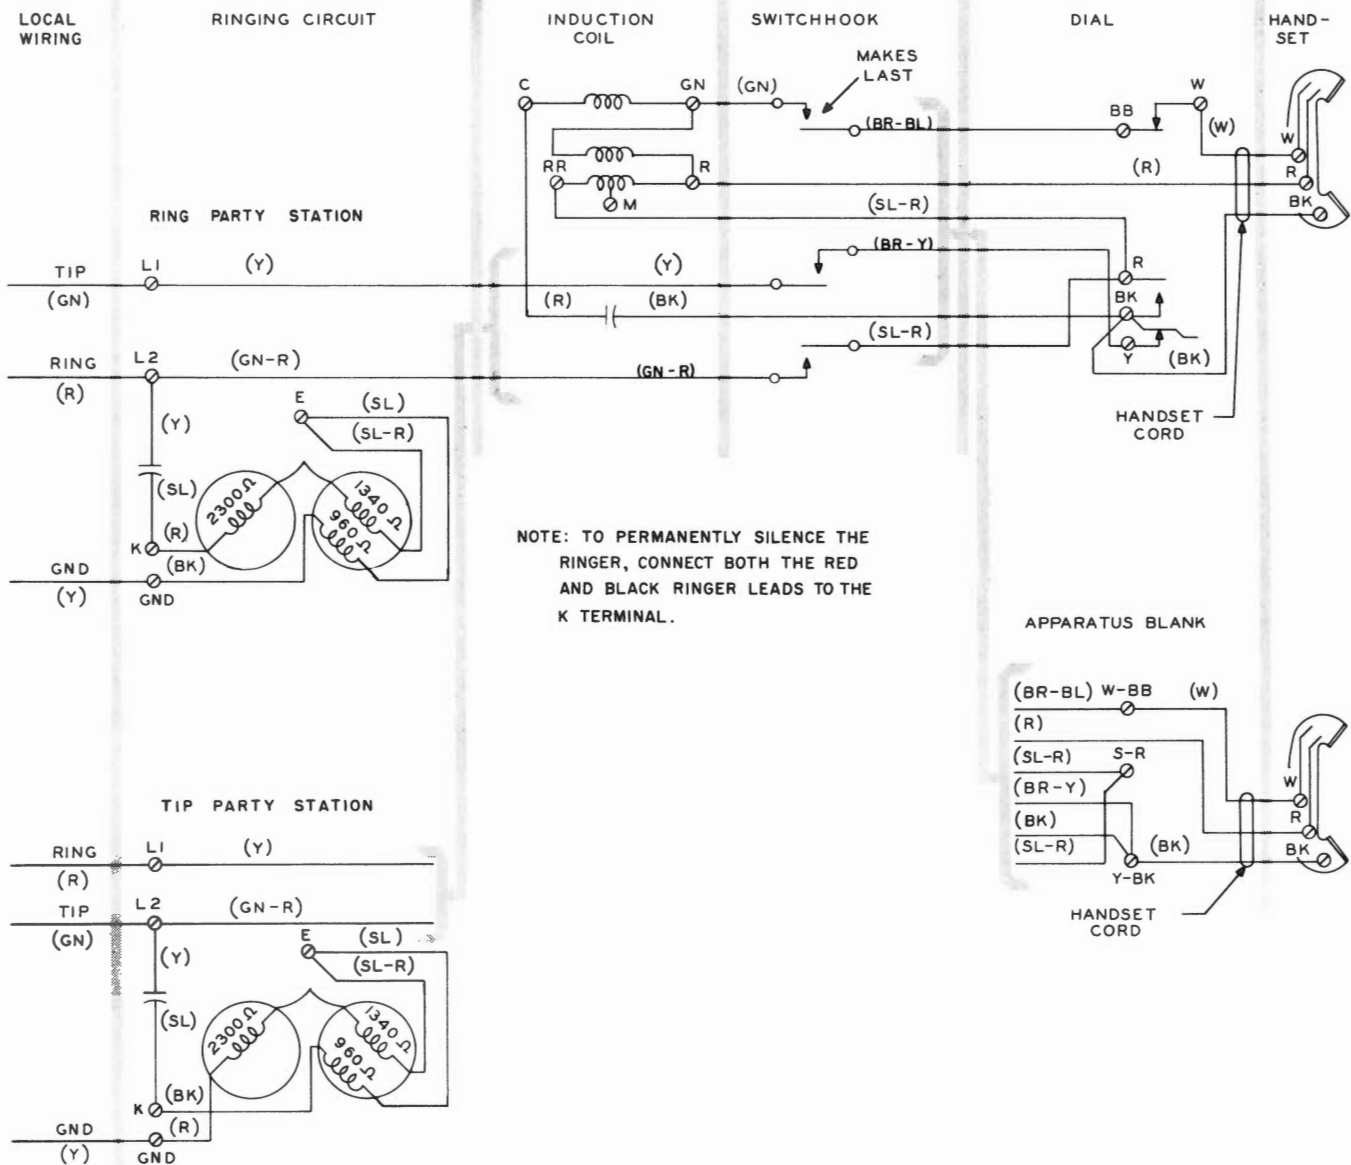 LOCAL
WIRING
RINGING CIRCUIT
INDUCTION
COIL
SWITCHHOOK
DIAL
HAND-
SET
MAKES
LAST
C
GN
(GN)
(BR-BL)
BB
W
(W)
W
RR
R
(R)
R
M
(SL-R)
BK
RING PARTY STATION
(BR-Y)
TIP
(GN)
L1
(Y)
(Y)
R
(R)
(BK)
BK
(SL-R)
Y
(BK)
RING
(R)
L2
(GN-R)
(GN-R)
HANDSET
CORD
E
(SL)
(SL-R)
(Y)
(SL)
2300Ω
1340Ω
960Ω
(R)
K
(BK)
GND
(Y)
GND
NOTE: TO PERMANENTLY SILENCE THE
RINGER, CONNECT BOTH THE RED
AND BLACK RINGER LEADS TO THE
K TERMINAL.
APPARATUS BLANK
(BR-BL) W-BB (W)
(R)
(SL-R)
S-R
(BR-Y)
(BK)
(SL-R)
Y-BK
(BK)
W
R
BK
HANDSET
CORD
TIP PARTY STATION
RING
(R)
L1
(Y)
TIP
(GN)
L2
(GN-R)
E
(SL)
(SL-R)
(Y)
(SL)
2300Ω
1340Ω
960Ω
K
(BK)
(R)
GND
(Y)
GND